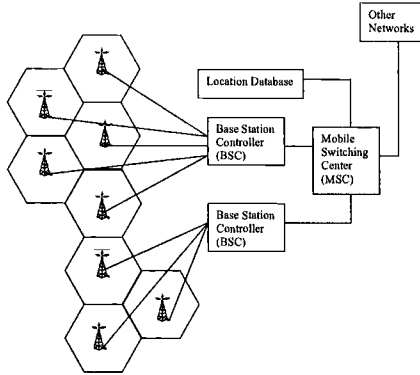 Other
Networks
Location Database
Base Station
Controller
(BSC)
Mobile
Switching
Center
(MSC)
Base Station
Controller
(BSC)